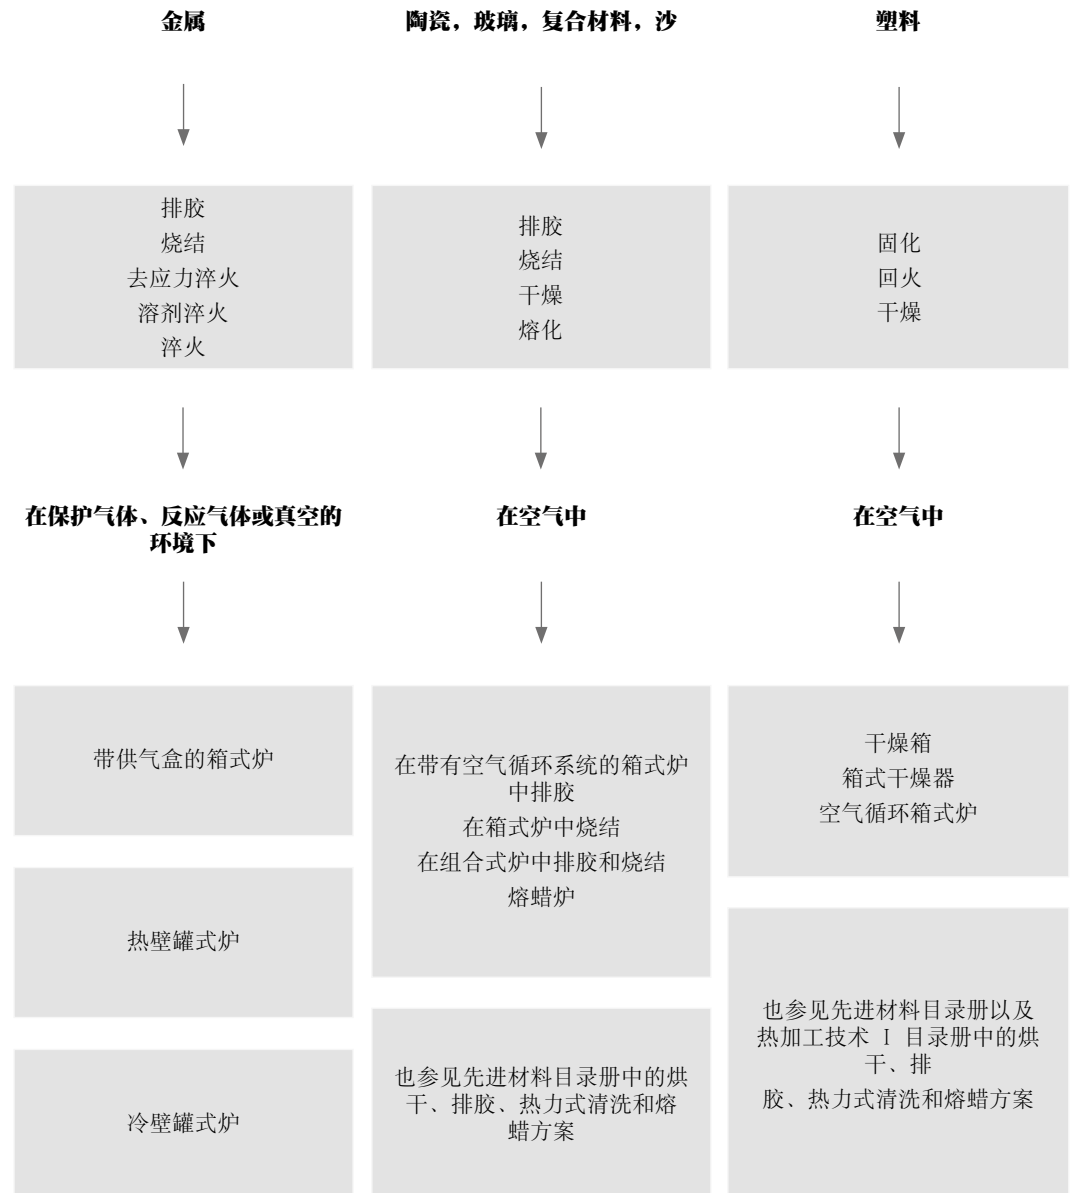 金属
排胶
烧结
去应力淬火
溶剂淬火
淬火
在保护气体、反应气体或真空的
环境下
带供气盒的箱式炉
热壁罐式炉
冷壁罐式炉
陶瓷，玻璃，复合材料，沙
排胶
烧结
干燥
熔化
在空气中
在带有空气循环系统的箱式炉
中排胶
在箱式炉中烧结
在组合式炉中排胶和烧结
熔蜡炉
也参见先进材料目录册中的烘
干、排胶、热力式清洗和熔
蜡方案
塑料
固化
回火
干燥
在空气中
干燥箱
箱式干燥器
空气循环箱式炉
也参见先进材料目录册以及
热加工技术 I 目录册中的烘
干、排
胶、热力式清洗和熔蜡方案